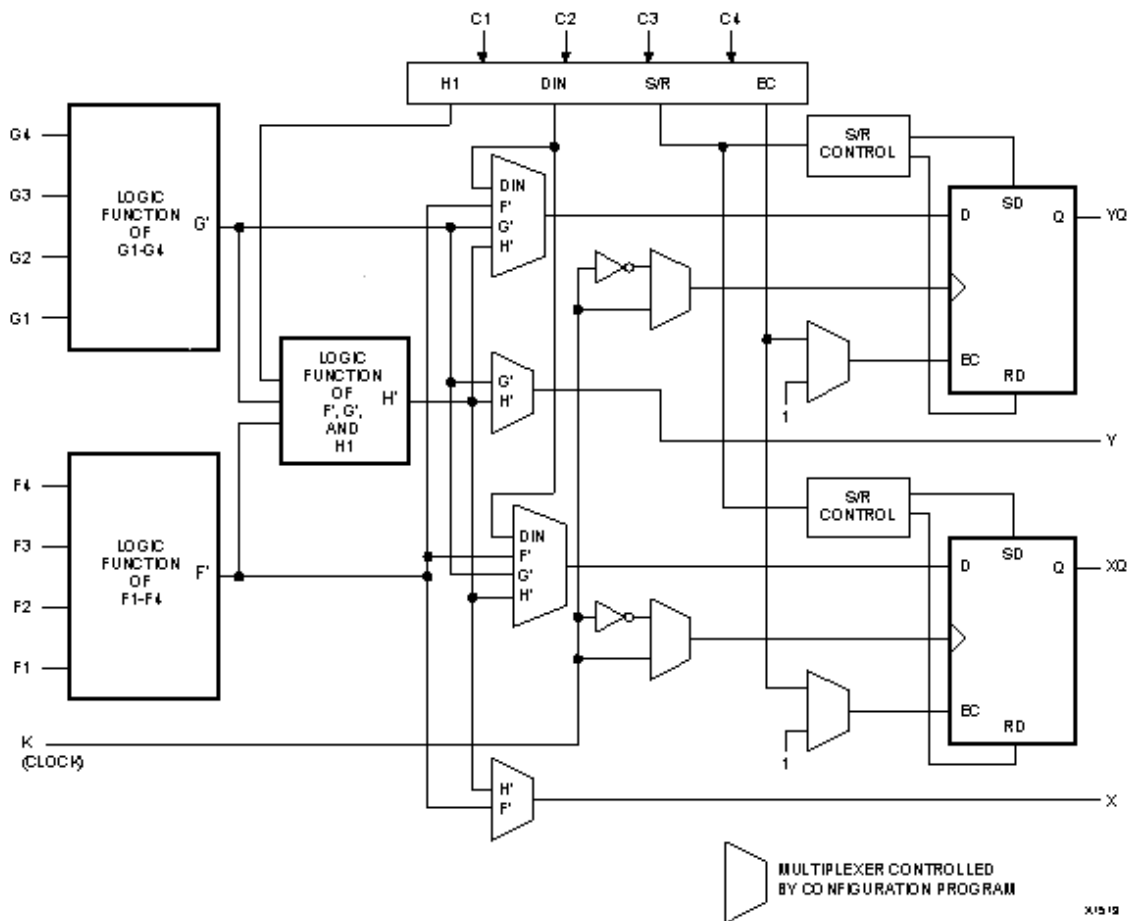 C1 C2 C3 C4
H1 DIN S/R EC
G4
G3
G2
G1
LOGIC
FUNCTION
OF
G1-G4
G'
DIN
F'
G'
H'
S/R
CONTROL
D
SD
Q
YQ
EC
RD
1
LOGIC
FUNCTION
OF
F', G',
AND
H1
H'
G'
H'
Y
F4
F3
F2
F1
LOGIC
FUNCTION
OF
F1-F4
F'
DIN
F'
G'
H'
S/R
CONTROL
D
SD
Q
XQ
EC
RD
1
K
(CLOCK)
H'
F'
X
MULTIPLEXER CONTROLLED
BY CONFIGURATION PROGRAM